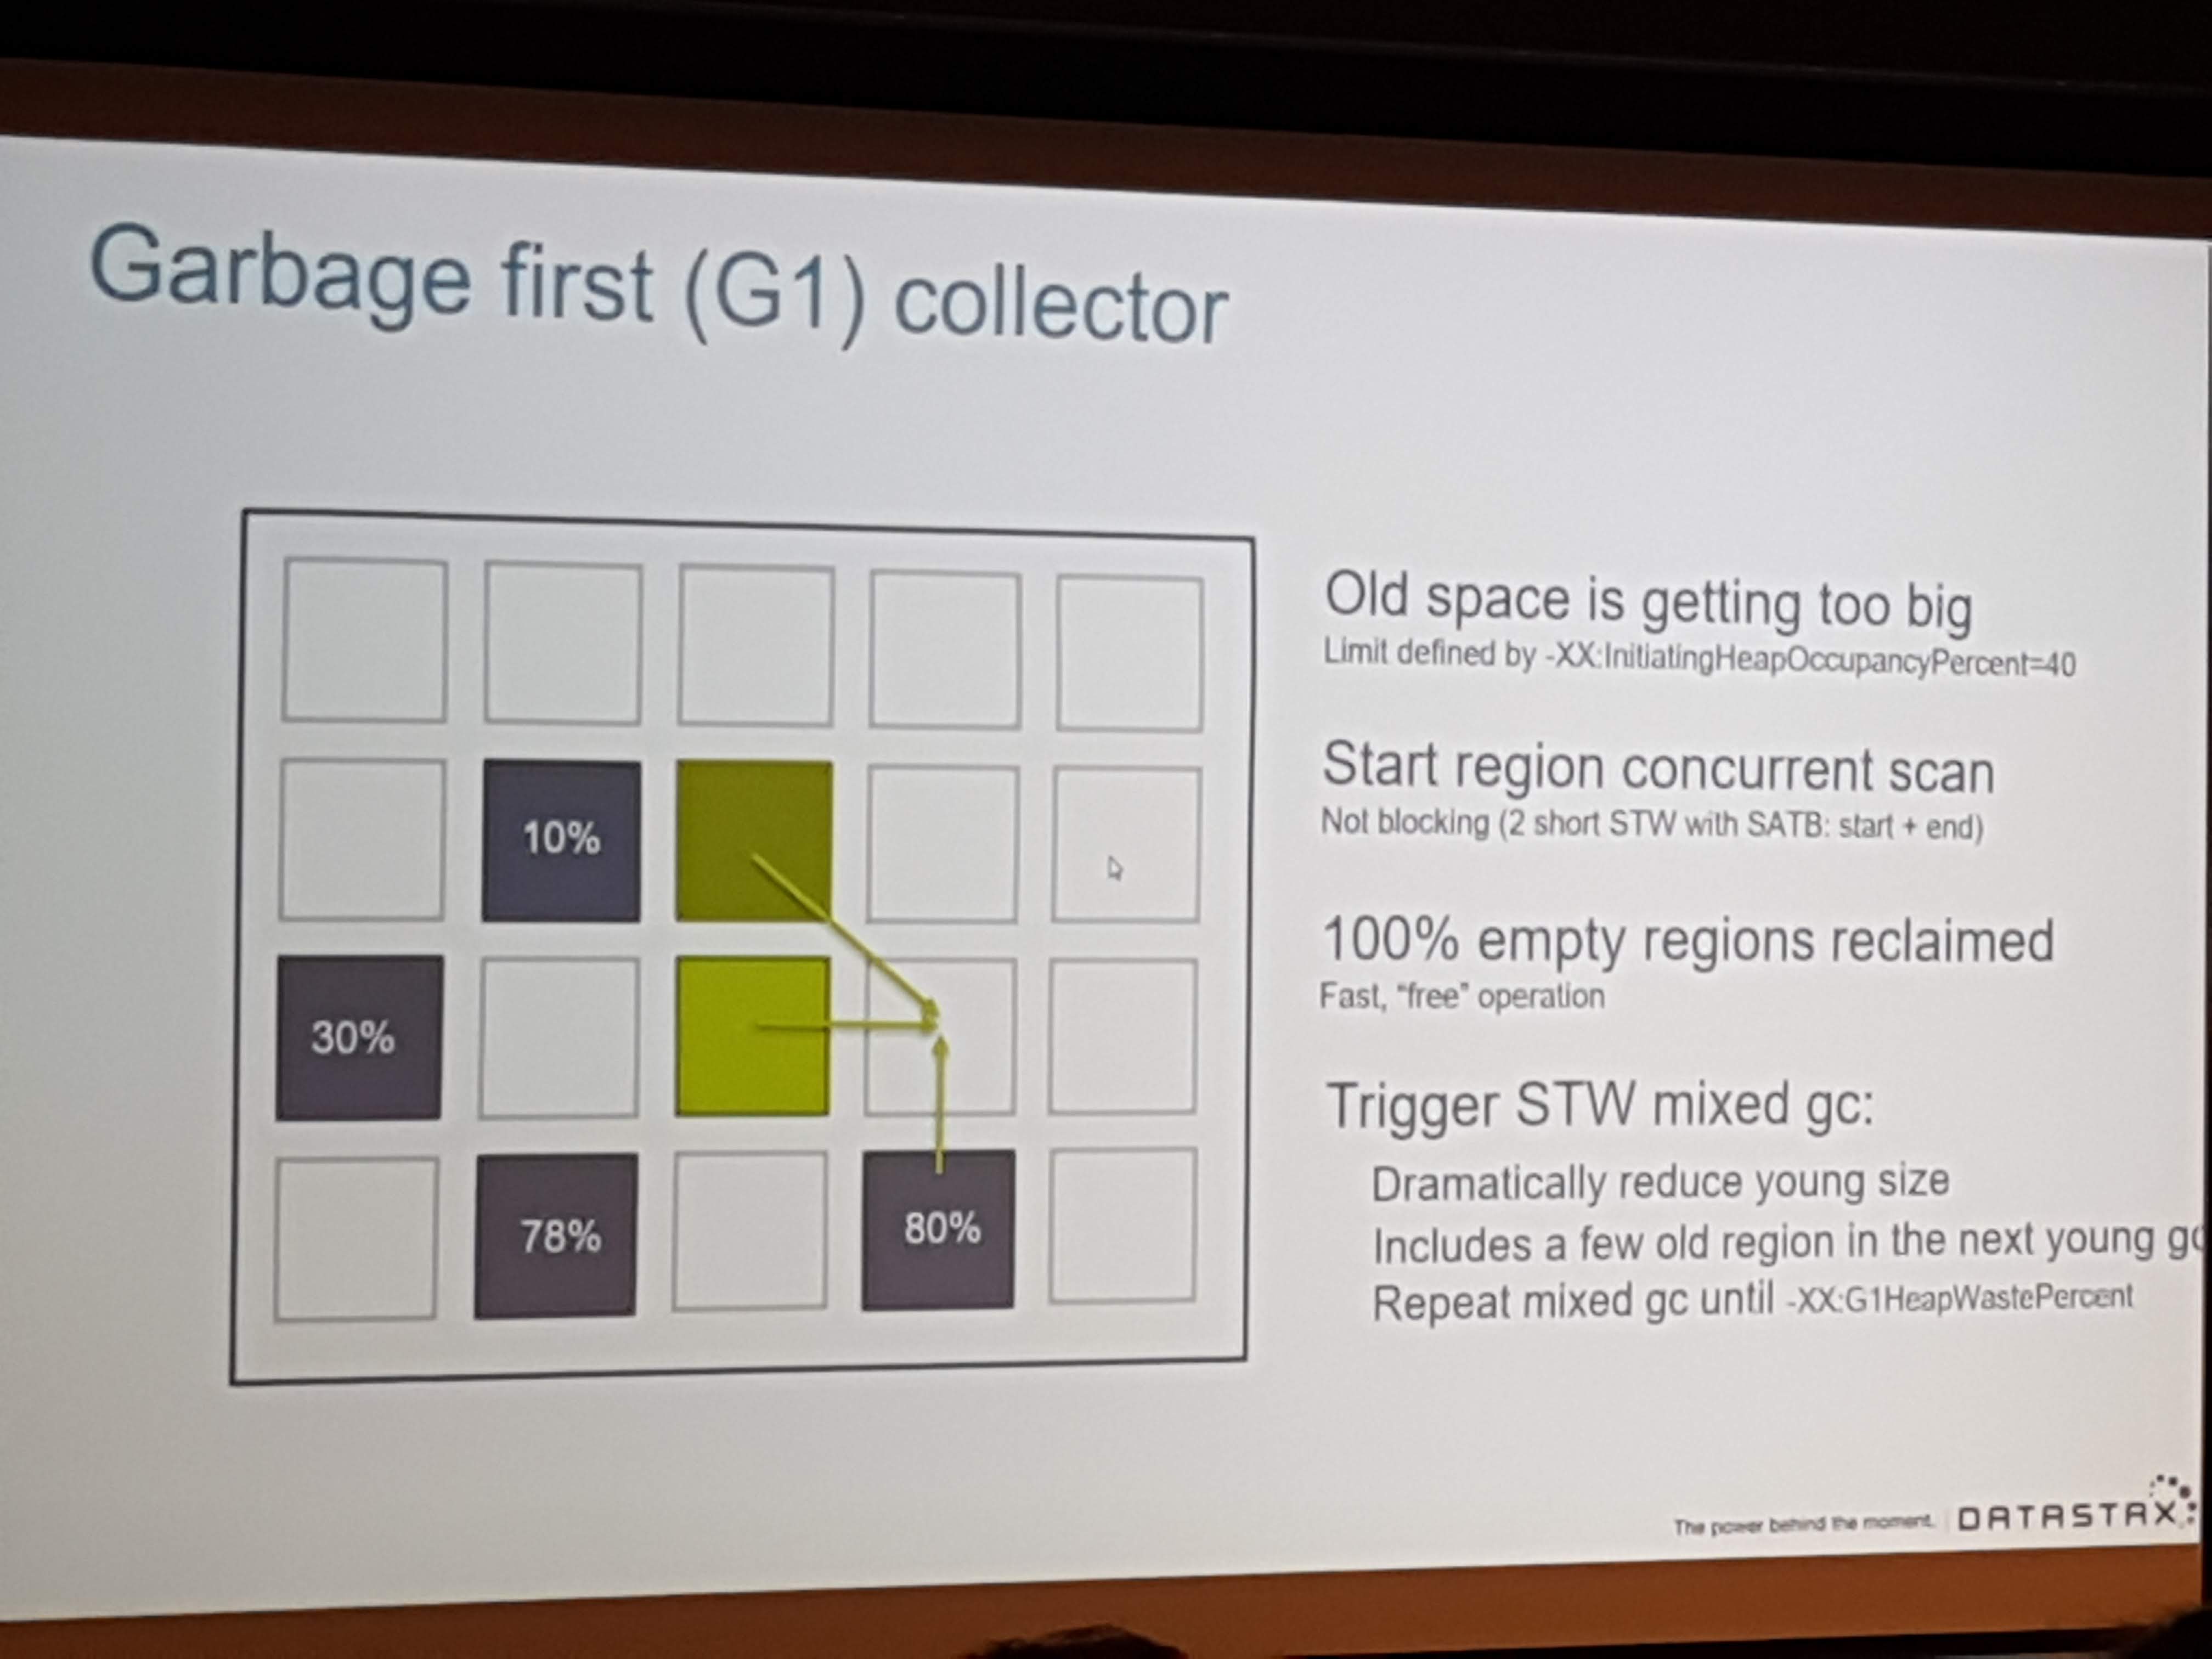 Garbage first (G1) collector
Old space is getting too big
Limit defined by -XX:InitiatingHeapOccupancyPercent=40
Start region concurrent scan
Not blocking (2 short STW with SATB: start + end)
100% empty regions reclaimed
Fast, "free" operation
Trigger STW mixed gc:
Dramatically reduce young size
Includes a few old region in the next young gc
Repeat mixed gc until -XX:G1HeapWastePercent
10%
30%
78%
80%
The power behind the moment.
DATASTAX